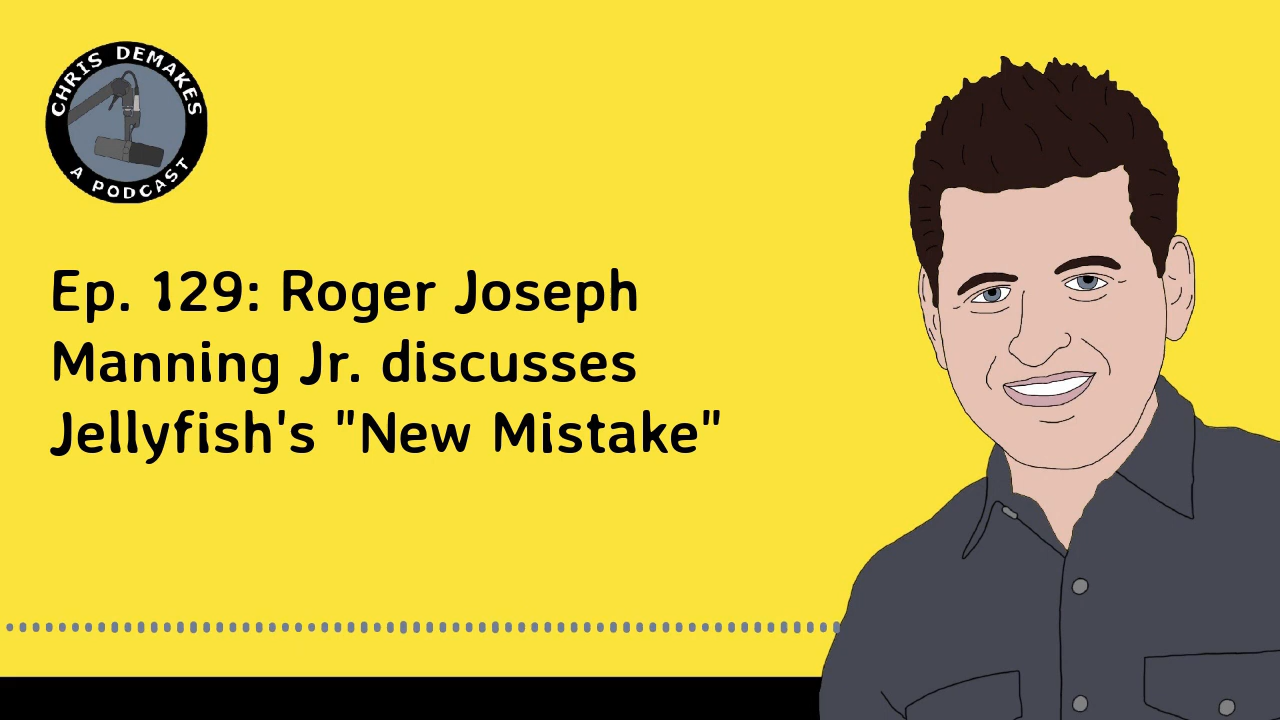 CHRIS DEMAKES
A PODCAST
Ep. 129: Roger Joseph
Manning Jr. discusses
Jellyfish's "New Mistake"